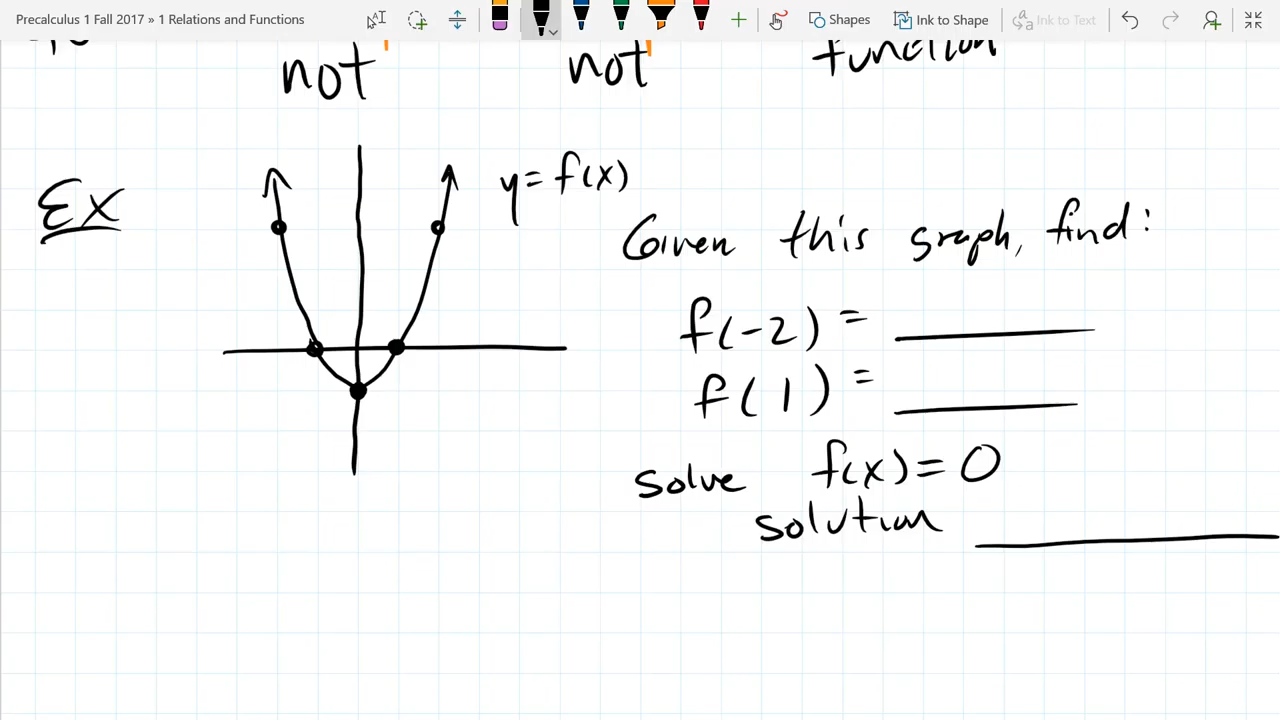 Precalculus 1 Fall 2017 » 1 Relations and Functions
Shapes
Ink to Shape
Ink to Text
not
not
function
Ex
y = f(x)
Given this graph, find:
f(-2) =
f(1) =
solve f(x) = 0
solution